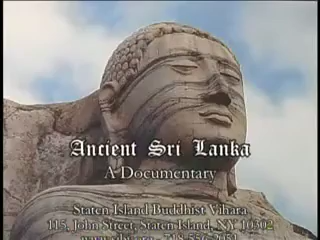 Ancient Sri Lanka
A Documentary
Staten Island Buddhist Vihara
115, John Street, Staten Island, NY 10302